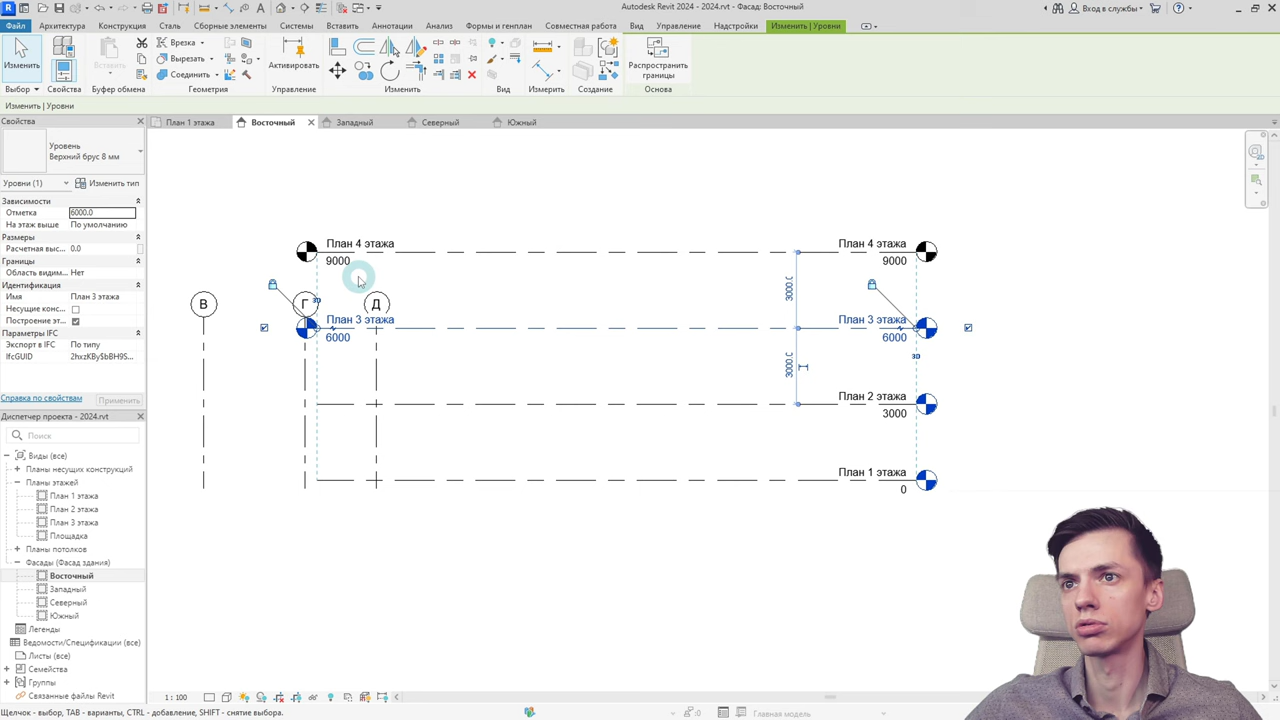 Autodesk Revit 2024 - 2024.rvt - Фасад: Восточный
Вход в службы
Файл Архитектура Конструкция Сталь Сборные элементы Системы Вставить Аннотации Анализ Формы и генплан Совместная работа Вид Управление Надстройки Изменить | Уровни
Изменить
Вставить
Врезка
Вырезать
Соединить
Активировать
Распространить границы
Выбор Свойства Буфер обмена Геометрия Управление Изменить Вид Измерить Создание Основа
Изменить | Уровни
Свойства
План 1 этажа Восточный Западный Северный Южный
Уровень
Верхний брус 8 мм
Уровни (1) Изменить тип
Зависимости
Отметка 6000.0
На этаж выше По умолчанию
Размеры
Расчетная выс... 0.0
Границы
Область видим... Нет
Идентификация
Имя План 3 этажа
Несущие конс...
Построение эт...
Параметры IFC
Экспорт в IFC По типу
IfcGUID 2hxzKBy$bBH9S...
Справка по свойствам Применить
Диспетчер проекта - 2024.rvt
Поиск
Виды (все)
Планы несущих конструкций
Планы этажей
План 1 этажа
План 2 этажа
План 3 этажа
Площадка
Планы потолков
Фасады (Фасад здания)
Восточный
Западный
Северный
Южный
Легенды
Ведомости/Спецификации (все)
Листы (все)
Семейства
Группы
Связанные файлы Revit
План 4 этажа План 4 этажа
9000 9000
3000.0
В Г Д
3D
План 3 этажа План 3 этажа
6000 6000
3D
3000.0
План 2 этажа
3000
План 1 этажа
0
1 : 100
:0 Главная модель
Щелчок - выбор, TAB - варианты, CTRL - добавление, SHIFT - снятие выбора.